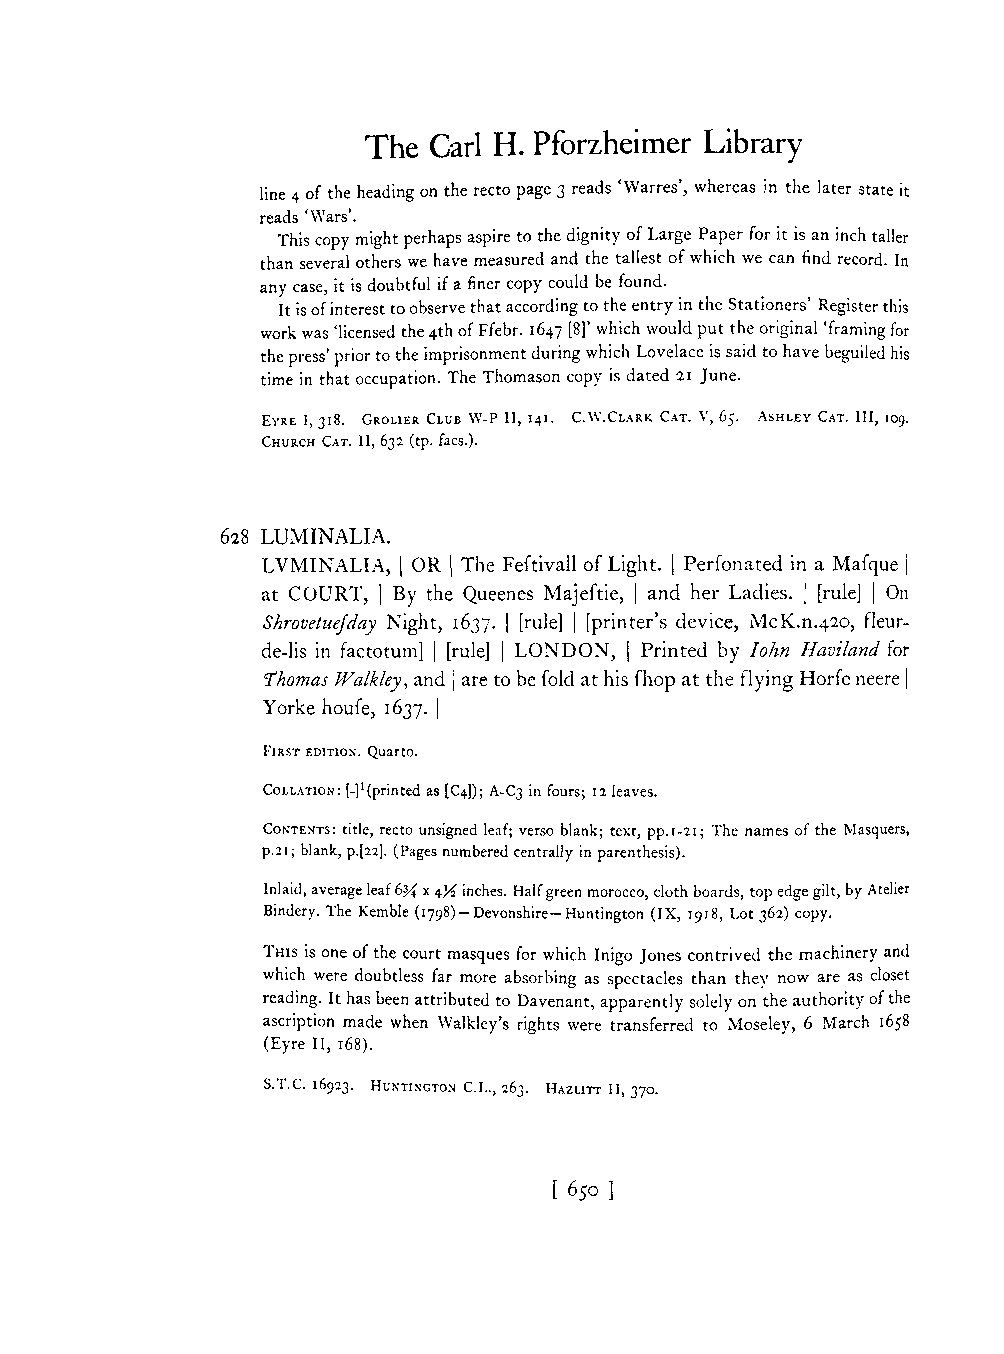 The Carl H. Pforzheimer Library
line 4 of the heading on the recto page 3 reads ‘Warres’, whereas in the later state it
reads ‘Wars’.
This copy might perhaps aspire to the dignity of Large Paper for it is an inch taller
than several others we have measured and the tallest of which we can find record. In
any case, it is doubtful if a finer copy could be found.
It is of interest to observe that according to the entry in the Stationers’ Register this
work was ‘licensed the 4th of Ffebr. 1647 [8]’ which would put the original ‘framing for
the press’ prior to the imprisonment during which Lovelace is said to have beguiled his
time in that occupation. The Thomason copy is dated 21 June.
EYRE I, 318. GROLIER CLUB W-P II, 141. C.W.CLARK CAT. V, 65. ASHLEY CAT. III, 109.
CHURCH CAT. II, 632 (tp. facs.).
628 LUMINALIA.
LVMINALIA, | OR | The Feſtivall of Light. | Perſonated in a Maſque |
at COURT, | By the Queenes Majeſtie, | and her Ladies. | [rule] | On
Shrovetueſday Night, 1637. | [rule] | [printer’s device, McK.n.420, fleur-
de-lis in factotum] | [rule] | LONDON, | Printed by Iohn Haviland for
Thomas Walkley, and | are to be ſold at his ſhop at the flying Horſe neere |
Yorke houſe, 1637. |
FIRST EDITION. Quarto.
COLLATION: [-]¹(printed as [C4]); A-C3 in fours; 12 leaves.
CONTENTS: title, recto unsigned leaf; verso blank; text, pp.1-21; The names of the Masquers,
p.21; blank, p.[22]. (Pages numbered centrally in parenthesis).
Inlaid, average leaf 6¾ x 4½ inches. Half green morocco, cloth boards, top edge gilt, by Atelier
Bindery. The Kemble (1798)—Devonshire—Huntington (IX, 1918, Lot 362) copy.
THIS is one of the court masques for which Inigo Jones contrived the machinery and
which were doubtless far more absorbing as spectacles than they now are as closet
reading. It has been attributed to Davenant, apparently solely on the authority of the
ascription made when Walkley’s rights were transferred to Moseley, 6 March 1658
(Eyre II, 168).
S.T.C. 16923. HUNTINGTON C.L., 263. HAZLITT II, 370.
[ 650 ]